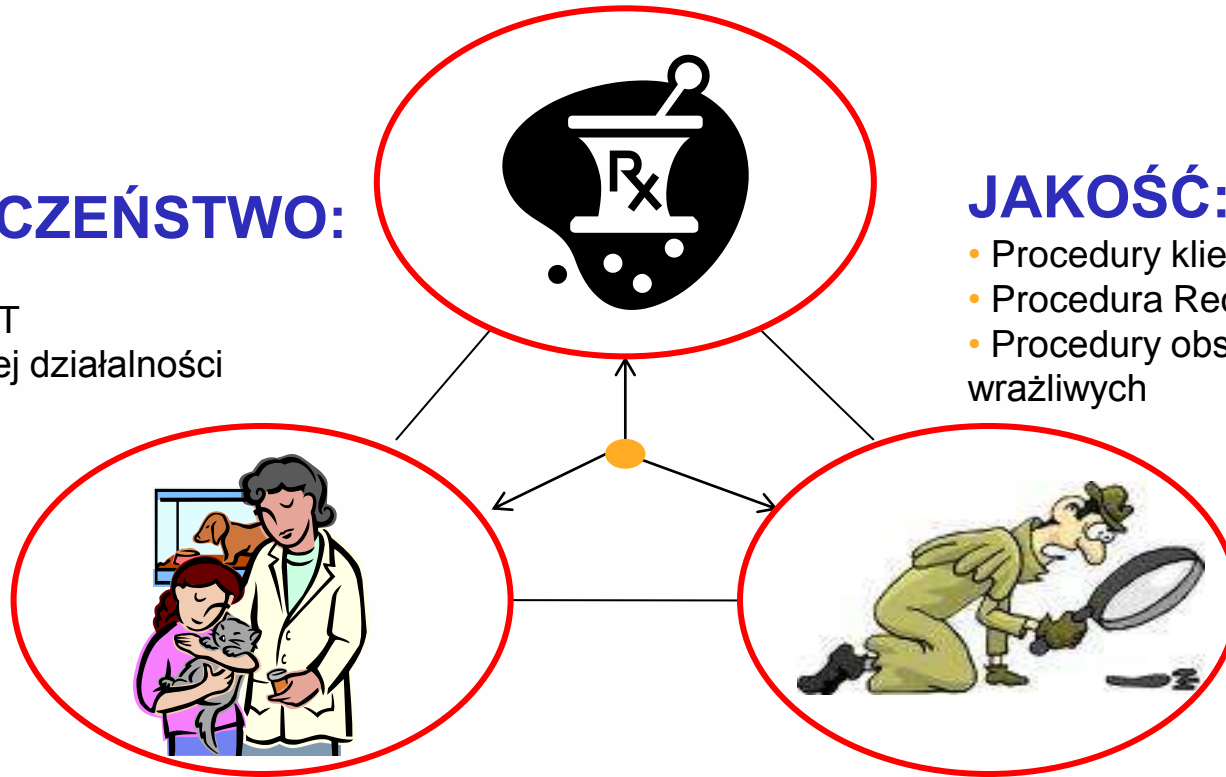 Rx
CZEŃSTWO:
T
ej działalności
JAKOŚĆ:
• Procedury klie
• Procedura Rec
• Procedury obs
wrażliwych